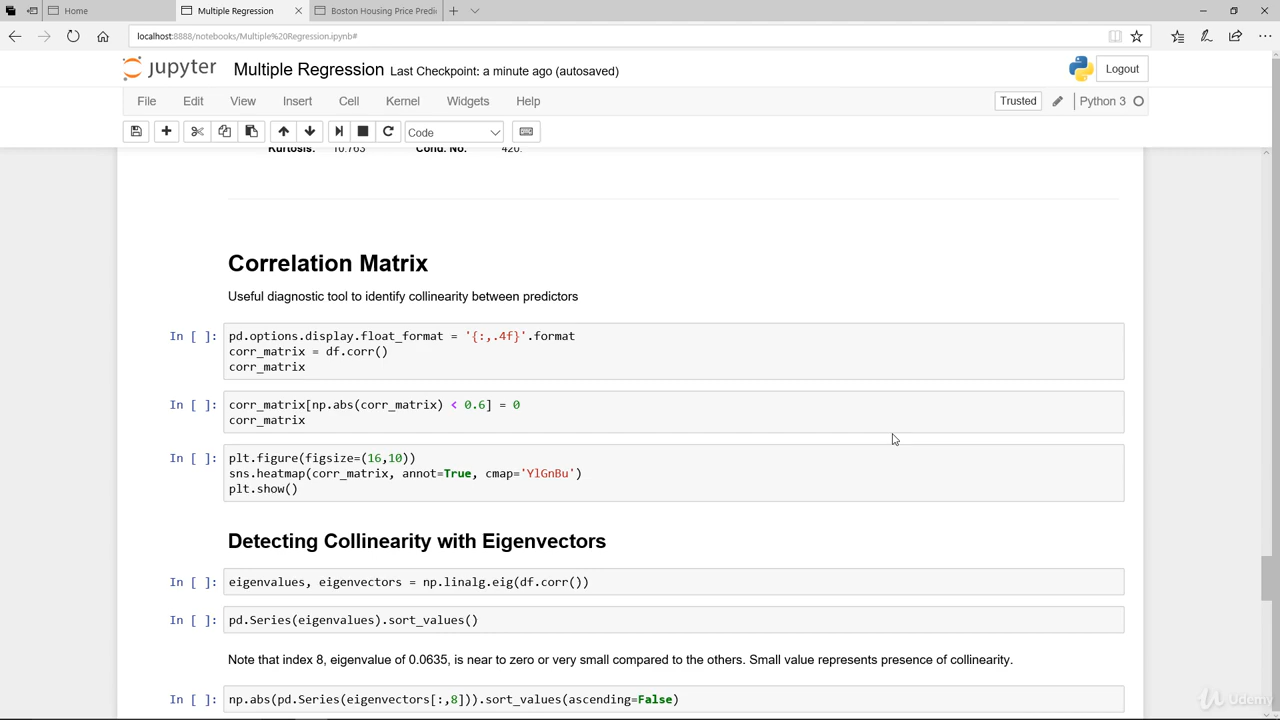 Home
Multiple Regression
Boston Housing Price Predi
localhost:8888/notebooks/Multiple%20Regression.ipynb#
jupyter Multiple Regression Last Checkpoint: a minute ago (autosaved)
Logout
File Edit View Insert Cell Kernel Widgets Help
Trusted
Python 3
Code
Kurtosis: 10.763 Cond. No. 420.
Correlation Matrix
Useful diagnostic tool to identify collinearity between predictors
In [ ]: pd.options.display.float_format = '{:,.4f}'.format
corr_matrix = df.corr()
corr_matrix
In [ ]: corr_matrix[np.abs(corr_matrix) < 0.6] = 0
corr_matrix
In [ ]: plt.figure(figsize=(16,10))
sns.heatmap(corr_matrix, annot=True, cmap='YlGnBu')
plt.show()
Detecting Collinearity with Eigenvectors
In [ ]: eigenvalues, eigenvectors = np.linalg.eig(df.corr())
In [ ]: pd.Series(eigenvalues).sort_values()
Note that index 8, eigenvalue of 0.0635, is near to zero or very small compared to the others. Small value represents presence of collinearity.
In [ ]: np.abs(pd.Series(eigenvectors[:,8])).sort_values(ascending=False)
Udemy